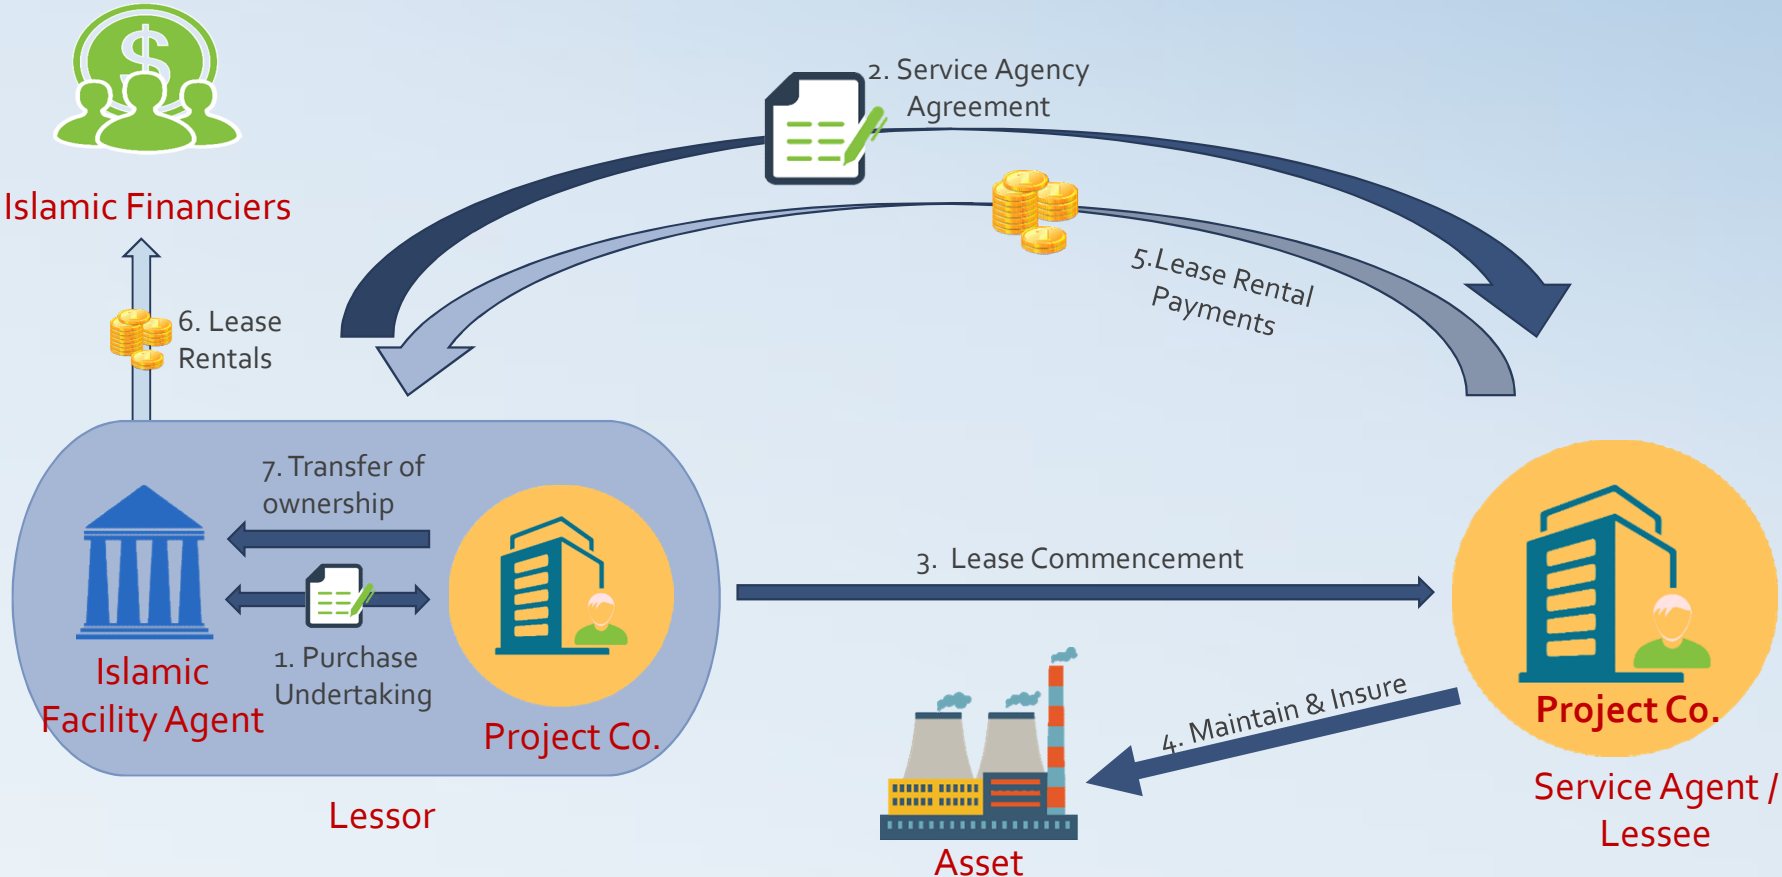 2. Service Agency
Agreement
Islamic Financiers
5.Lease Rental
Payments
6. Lease
Rentals
7. Transfer of
ownership
3. Lease Commencement
1. Purchase
Undertaking
Islamic
Facility Agent
Project Co.
4. Maintain & Insure
Project Co.
Service Agent /
Lessee
Lessor
Asset